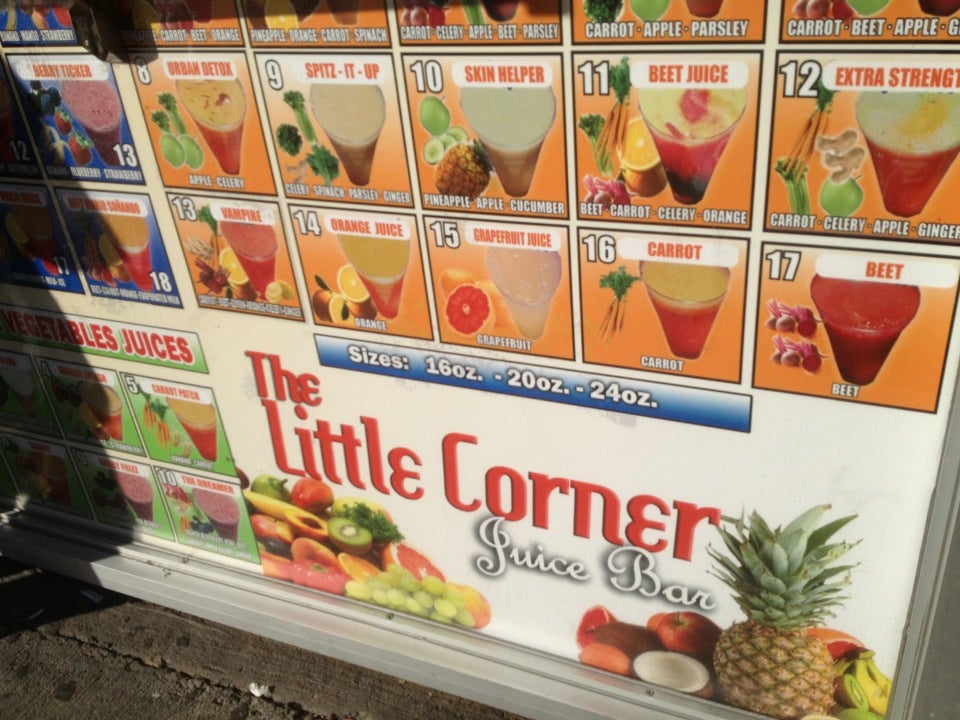 CARROT · BEET · ORANGE
PINEAPPLE · ORANGE · CARROT · SPINACH
CARROT · CELERY · APPLE · BEET · PARSLEY
CARROT · APPLE · PARSLEY
CARROT · BEET · APPLE · G
BERRY TICKER
13
BLUEBERRY · STRAWBERRY
12
8
URBAN DETOX
APPLE · CELERY
9
SPITZ - IT - UP
CELERY · SPINACH · PARSLEY · GINGER
10
SKIN HELPER
PINEAPPLE · APPLE · CUCUMBER
11
BEET JUICE
BEET · CARROT · CELERY · ORANGE
12
EXTRA STRENGT
CARROT · CELERY · APPLE · GINGER
17
18
13
VAMPIRE
14
ORANGE JUICE
ORANGE
15
GRAPEFRUIT JUICE
GRAPEFRUIT
16
CARROT
CARROT
17
BEET
BEET
VEGETABLES JUICES
Sizes: 16oz. - 20oz. - 24oz.
5
CARROT PATCH
10
THE DREAMER
The
Little Corner
Juice Bar